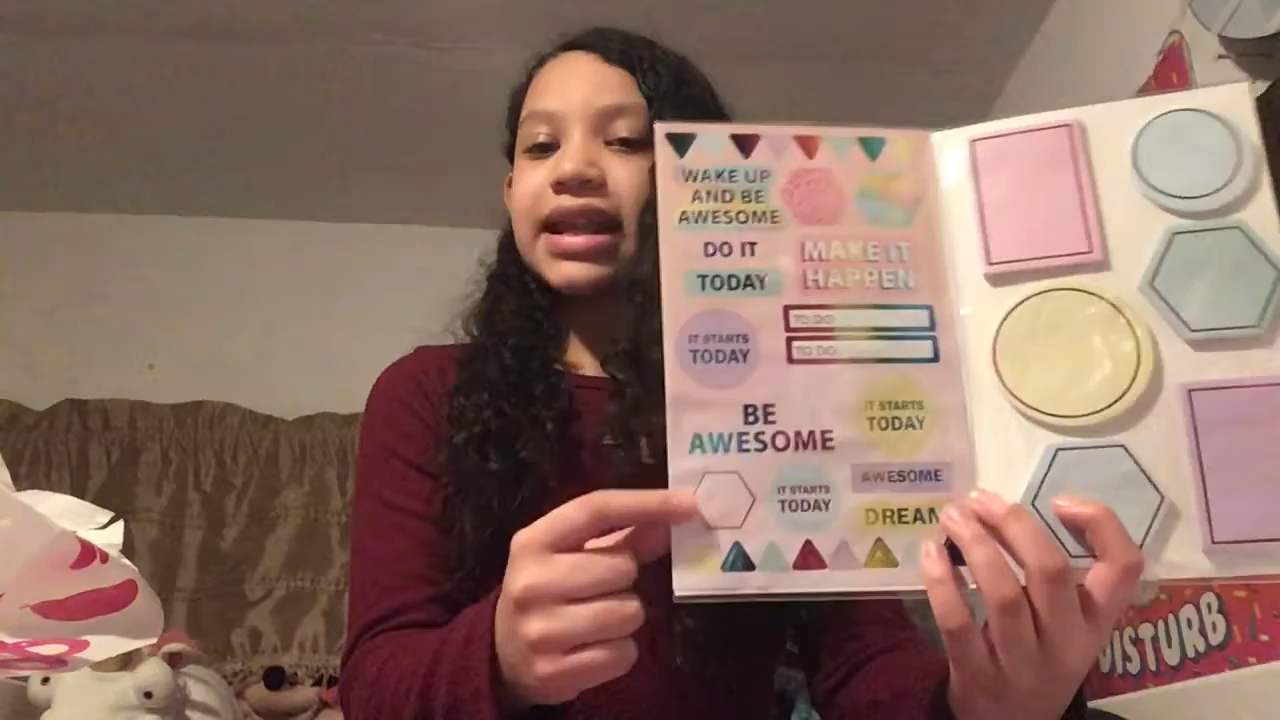 WAKE UP
AND BE
AWESOME
DO IT
TODAY
MAKE IT
HAPPEN
TO DO
TO DO
IT STARTS
TODAY
BE
AWESOME
IT STARTS
TODAY
IT STARTS
TODAY
AWESOME
DREAM
DISTURB